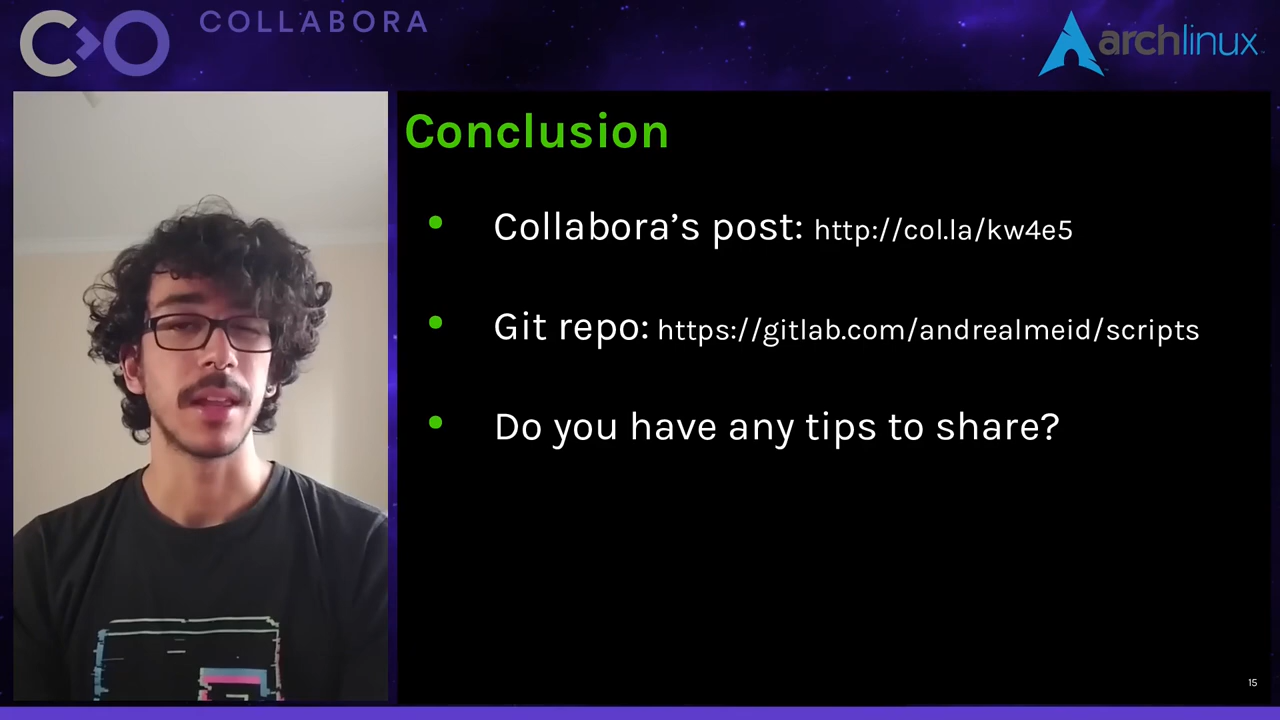 COLLABORA
archlinux
Conclusion
Collabora’s post: http://col.la/kw4e5
Git repo: https://gitlab.com/andrealmeid/scripts
Do you have any tips to share?
15